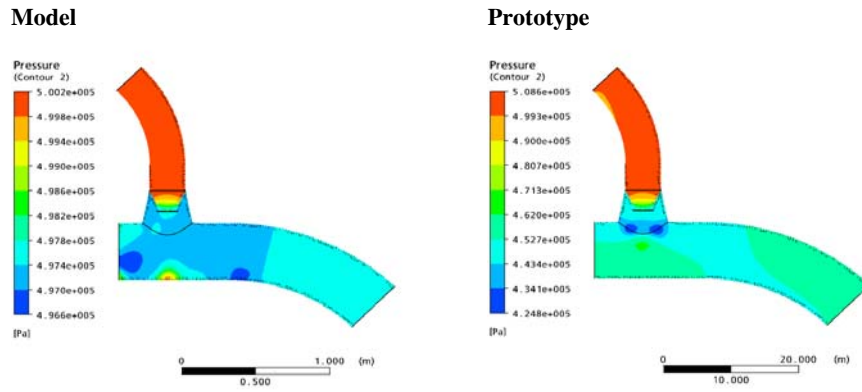 Model
Pressure
(Contour 2)
5.002e+005
4.998e+005
4.994e+005
4.990e+005
4.986e+005
4.982e+005
4.978e+005
4.974e+005
4.970e+005
4.966e+005
[Pa]
0 1.000 (m)
0.500
Prototype
Pressure
(Contour 2)
5.086e+005
4.993e+005
4.900e+005
4.807e+005
4.713e+005
4.620e+005
4.527e+005
4.434e+005
4.341e+005
4.248e+005
[Pa]
0 20.000 (m)
10.000